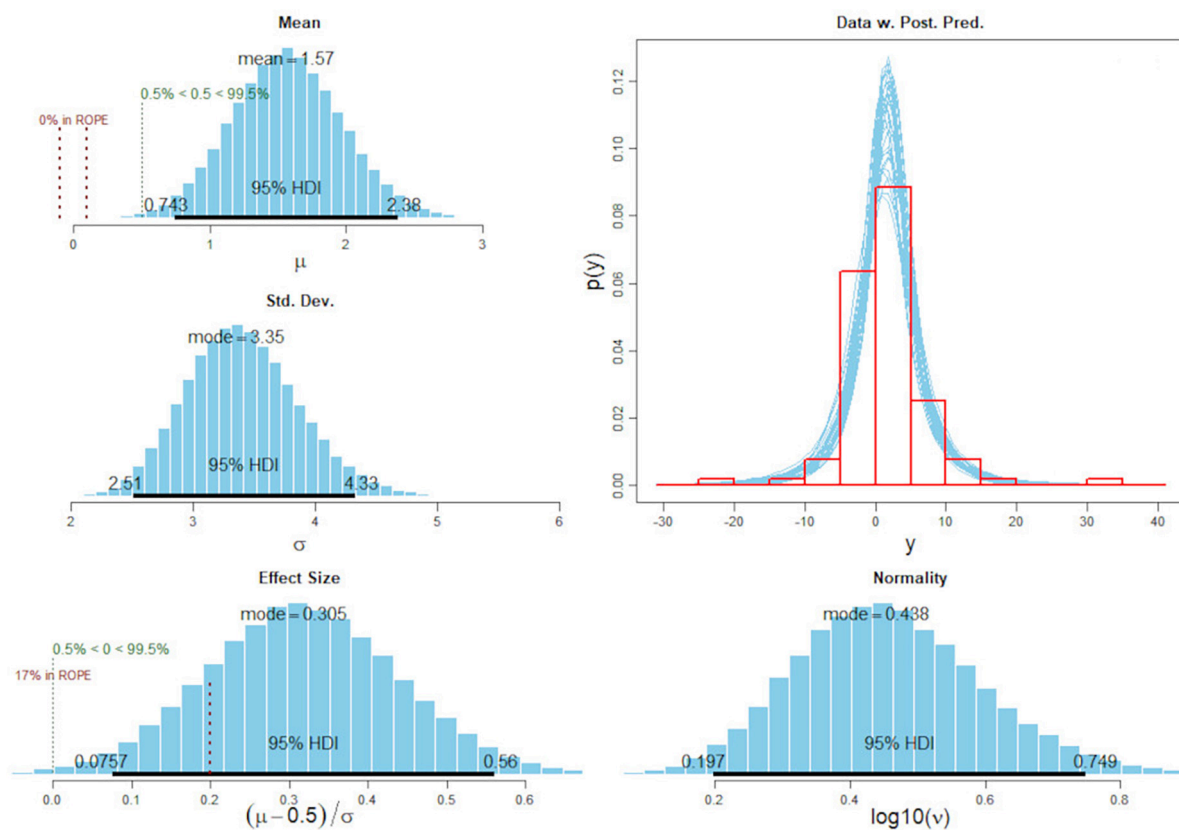 Mean
mean = 1.57
0.5% < 0.5 < 99.5%
0% in ROPE
95% HDI
0.743 2.38
0 1 2 3
μ
Std. Dev.
mode = 3.35
95% HDI
2.51 4.33
2 3 4 5 6
σ
Data w. Post. Pred.
0.12
0.10
0.08
0.06
0.04
0.02
0.00
p(y)
-30 -20 -10 0 10 20 30 40
y
Effect Size
mode = 0.305
0.5% < 0 < 99.5%
17% in ROPE
95% HDI
0.0757 0.56
0.0 0.1 0.2 0.3 0.4 0.5 0.6
(μ − 0.5)/σ
Normality
mode = 0.438
95% HDI
0.197 0.749
0.2 0.4 0.6 0.8
log10(ν)